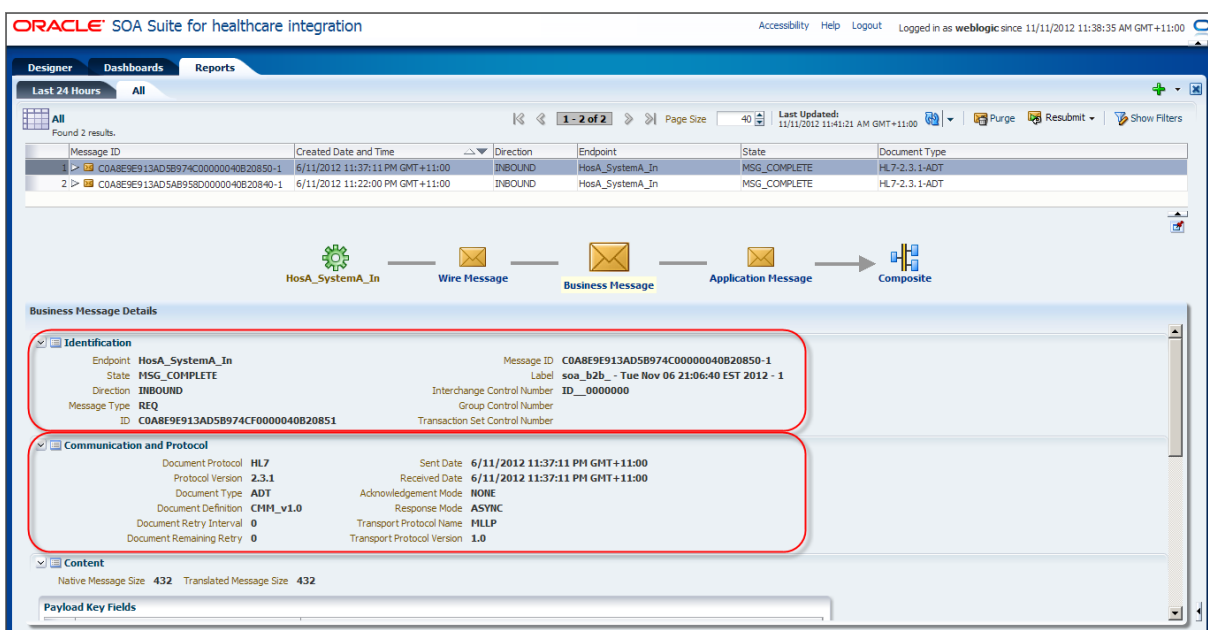 ORACLE SOA Suite for healthcare integration
Accessibility Help Logout Logged in as weblogic since 11/11/2012 11:38:35 AM GMT+11:00
Designer Dashboards Reports
Last 24 Hours All
All
Found 2 results.
1 - 2 of 2 Page Size 40 Last Updated: 11/11/2012 11:41:21 AM GMT+11:00 Purge Resubmit Show Filters
Message ID Created Date and Time Direction Endpoint State Document Type
1 C0A8E9E913AD5B974C00000040B20850-1 6/11/2012 11:37:11 PM GMT+11:00 INBOUND HosA_SystemA_In MSG_COMPLETE HL7-2.3.1-ADT
2 C0A8E9E913AD5AB958D0000040B20840-1 6/11/2012 11:22:00 PM GMT+11:00 INBOUND HosA_SystemA_In MSG_COMPLETE HL7-2.3.1-ADT
HosA_SystemA_In Wire Message Business Message Application Message Composite
Business Message Details
Identification
Endpoint HosA_SystemA_In Message ID C0A8E9E913AD5B974C00000040B20850-1
State MSG_COMPLETE Label soa_b2b_ - Tue Nov 06 21:06:40 EST 2012 - 1
Direction INBOUND Interchange Control Number ID__0000000
Message Type REQ Group Control Number
ID C0A8E9E913AD5B974CF0000040B20851 Transaction Set Control Number
Communication and Protocol
Document Protocol HL7 Sent Date 6/11/2012 11:37:11 PM GMT+11:00
Protocol Version 2.3.1 Received Date 6/11/2012 11:37:11 PM GMT+11:00
Document Type ADT Acknowledgement Mode NONE
Document Definition CMM_v1.0 Response Mode ASYNC
Document Retry Interval 0 Transport Protocol Name MLLP
Document Remaining Retry 0 Transport Protocol Version 1.0
Content
Native Message Size 432 Translated Message Size 432
Payload Key Fields